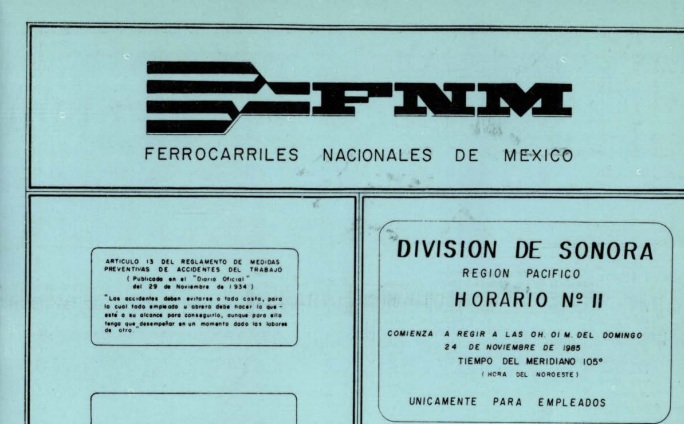 FNM
FERROCARRILES NACIONALES DE MEXICO
ARTICULO 13 DEL REGLAMENTO DE MEDIDAS
PREVENTIVAS DE ACCIDENTES DEL TRABAJO
( Publicado en el "Diario Oficial"
del 29 de Noviembre de 1934 )
"Los accidentes deben evitarse a todo costo, para
lo cual todo empleado u obrero debe hacer lo que -
esté a su alcance para conseguirlo, aunque para ello
tenga que desempeñar en un momento dado las labores
de otro
DIVISION DE SONORA
REGION PACIFICO
HORARIO Nº II
COMIENZA A REGIR A LAS OH. OI M. DEL DOMINGO
24 DE NOVIEMBRE DE 1985
TIEMPO DEL MERIDIANO 105°
( HORA DEL NOROESTE )
UNICAMENTE PARA EMPLEADOS